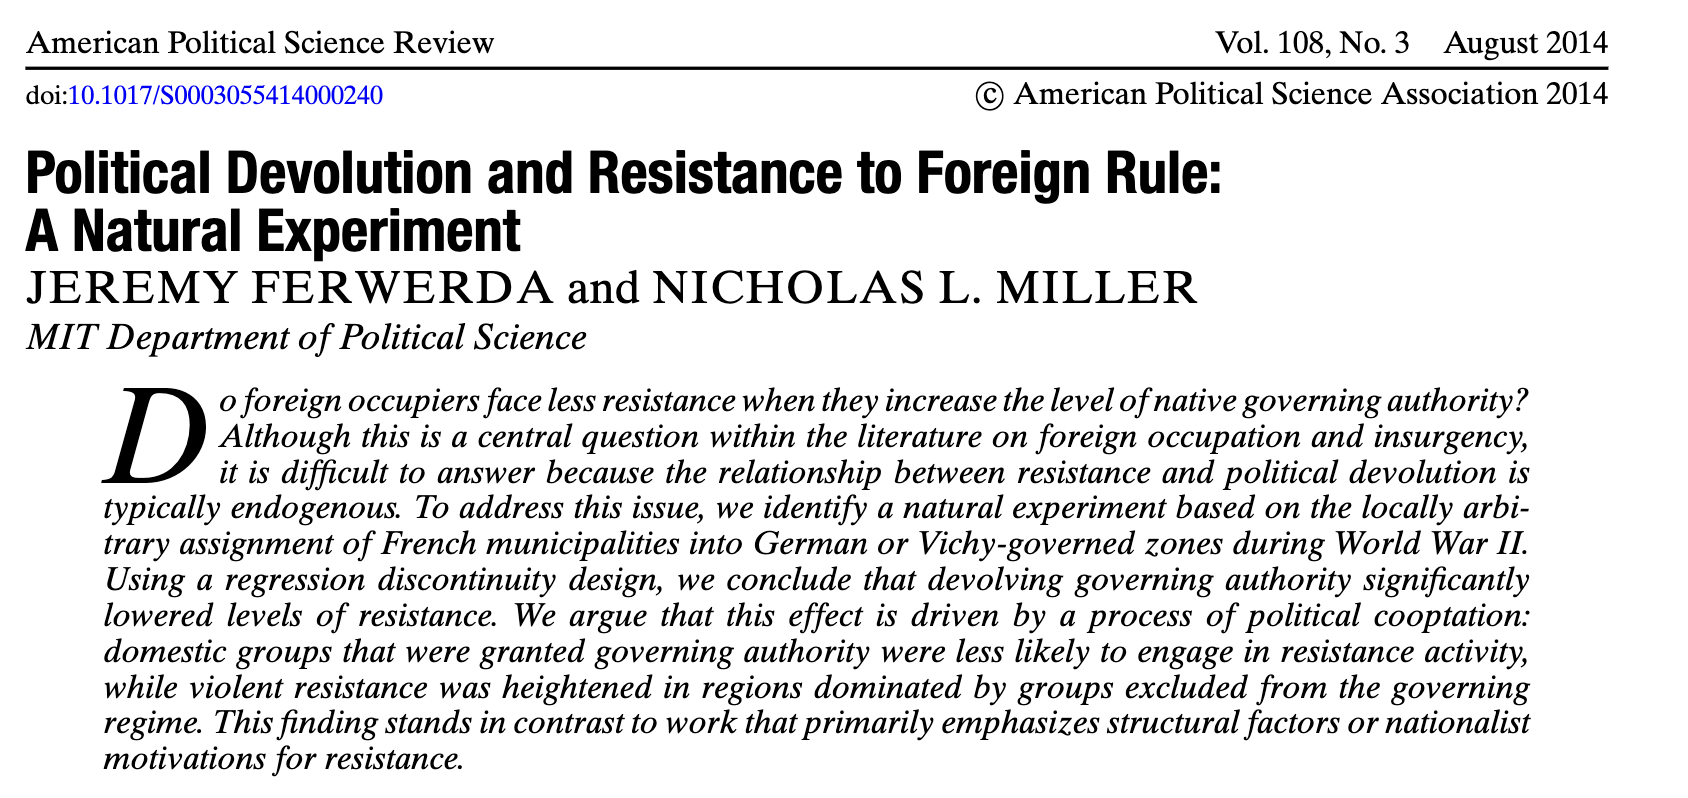 American Political Science Review Vol. 108, No. 3 August 2014
doi:10.1017/S0003055414000240 © American Political Science Association 2014
Political Devolution and Resistance to Foreign Rule:
A Natural Experiment
JEREMY FERWERDA and NICHOLAS L. MILLER
MIT Department of Political Science
Do foreign occupiers face less resistance when they increase the level of native governing authority?
Although this is a central question within the literature on foreign occupation and insurgency,
it is difficult to answer because the relationship between resistance and political devolution is
typically endogenous. To address this issue, we identify a natural experiment based on the locally arbi-
trary assignment of French municipalities into German or Vichy-governed zones during World War II.
Using a regression discontinuity design, we conclude that devolving governing authority significantly
lowered levels of resistance. We argue that this effect is driven by a process of political cooptation:
domestic groups that were granted governing authority were less likely to engage in resistance activity,
while violent resistance was heightened in regions dominated by groups excluded from the governing
regime. This finding stands in contrast to work that primarily emphasizes structural factors or nationalist
motivations for resistance.